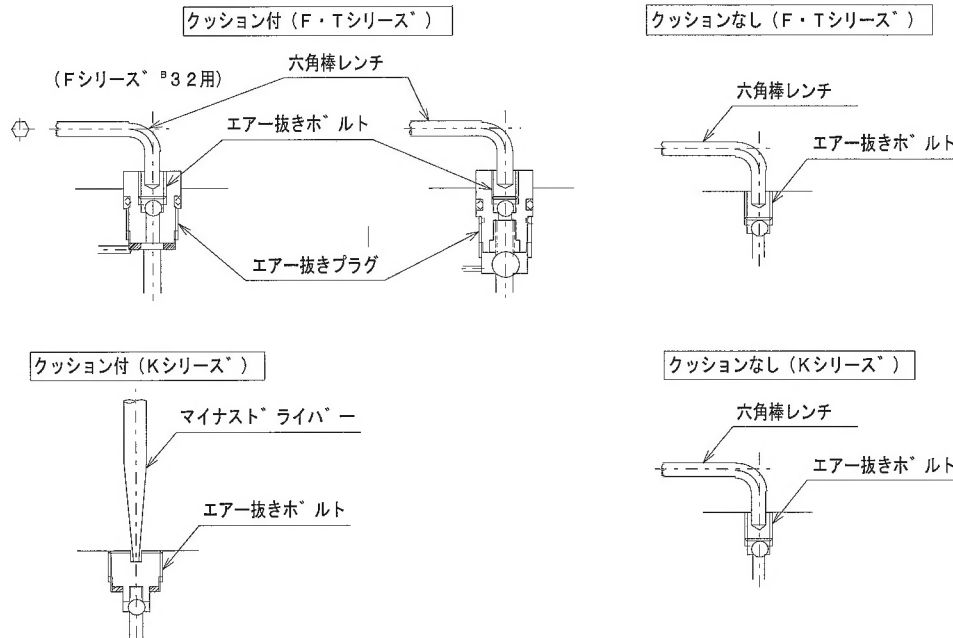 クッション付（F・Tシリーズ）
（Fシリーズ ᴮ32用）
六角棒レンチ
エアー抜きボルト
エアー抜きプラグ
クッションなし（F・Tシリーズ）
六角棒レンチ
エアー抜きボルト
クッション付（Kシリーズ）
マイナスドライバー
エアー抜きボルト
クッションなし（Kシリーズ）
六角棒レンチ
エアー抜きボルト